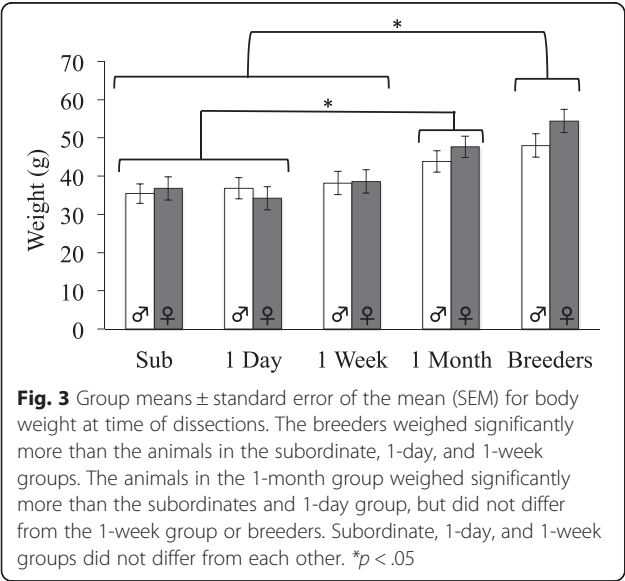 *
70
60
*
50
40
30
20
10
0
Weight (g)
♂ ♀ ♂ ♀ ♂ ♀ ♂ ♀ ♂ ♀
Sub 1 Day 1 Week 1 Month Breeders
Fig. 3 Group means ± standard error of the mean (SEM) for body
weight at time of dissections. The breeders weighed significantly
more than the animals in the subordinate, 1-day, and 1-week
groups. The animals in the 1-month group weighed significantly
more than the subordinates and 1-day group, but did not differ
from the 1-week group or breeders. Subordinate, 1-day, and 1-week
groups did not differ from each other. *p < .05